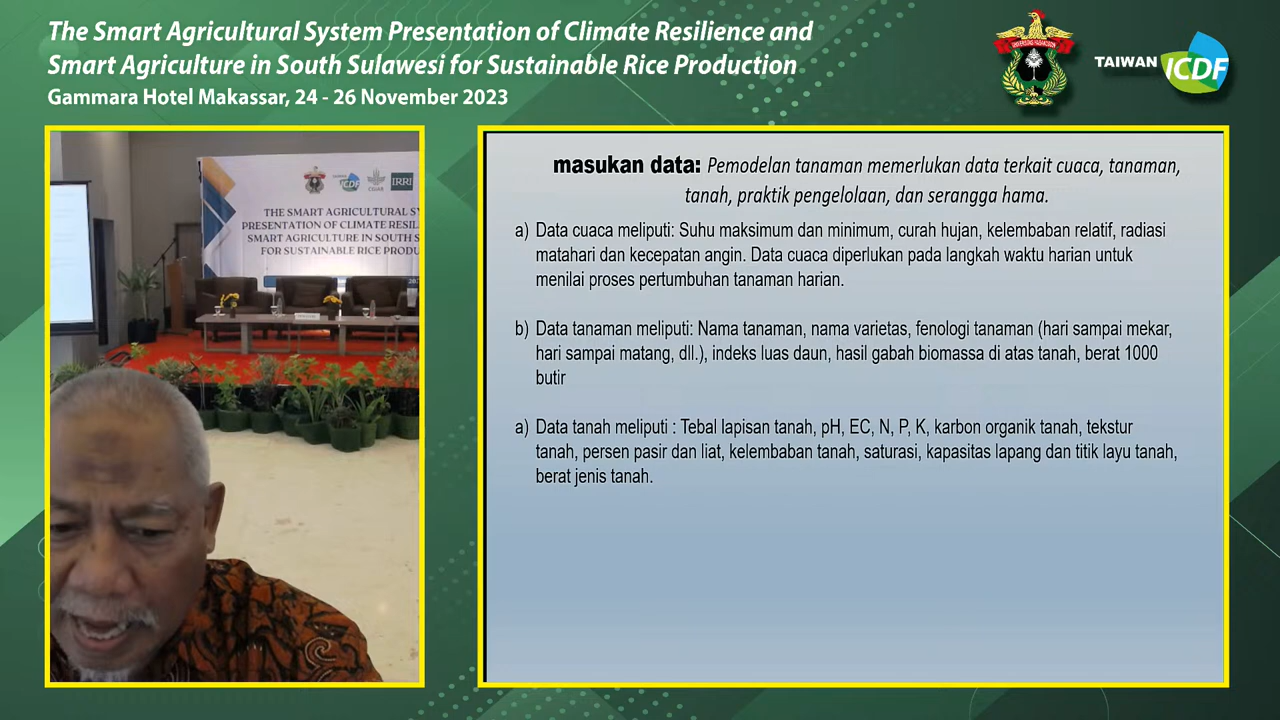 The Smart Agricultural System Presentation of Climate Resilience and
Smart Agriculture in South Sulawesi for Sustainable Rice Production
Gammara Hotel Makassar, 24 - 26 November 2023
UNIVERSITAS HASANUDDIN
TAIWAN ICDF
TAIWAN ICDF
CGIAR
IRRI
THE SMART AGRICULTURAL SY
PRESENTATION OF CLIMATE RESIL
SMART AGRICULTURE IN SOUTH S
FOR SUSTAINABLE RICE PRODU
masukan data: Pemodelan tanaman memerlukan data terkait cuaca, tanaman,
tanah, praktik pengelolaan, dan serangga hama.
a) Data cuaca meliputi: Suhu maksimum dan minimum, curah hujan, kelembaban relatif, radiasi
matahari dan kecepatan angin. Data cuaca diperlukan pada langkah waktu harian untuk
menilai proses pertumbuhan tanaman harian.
b) Data tanaman meliputi: Nama tanaman, nama varietas, fenologi tanaman (hari sampai mekar,
hari sampai matang, dll.), indeks luas daun, hasil gabah biomassa di atas tanah, berat 1000
butir
a) Data tanah meliputi : Tebal lapisan tanah, pH, EC, N, P, K, karbon organik tanah, tekstur
tanah, persen pasir dan liat, kelembaban tanah, saturasi, kapasitas lapang dan titik layu tanah,
berat jenis tanah.